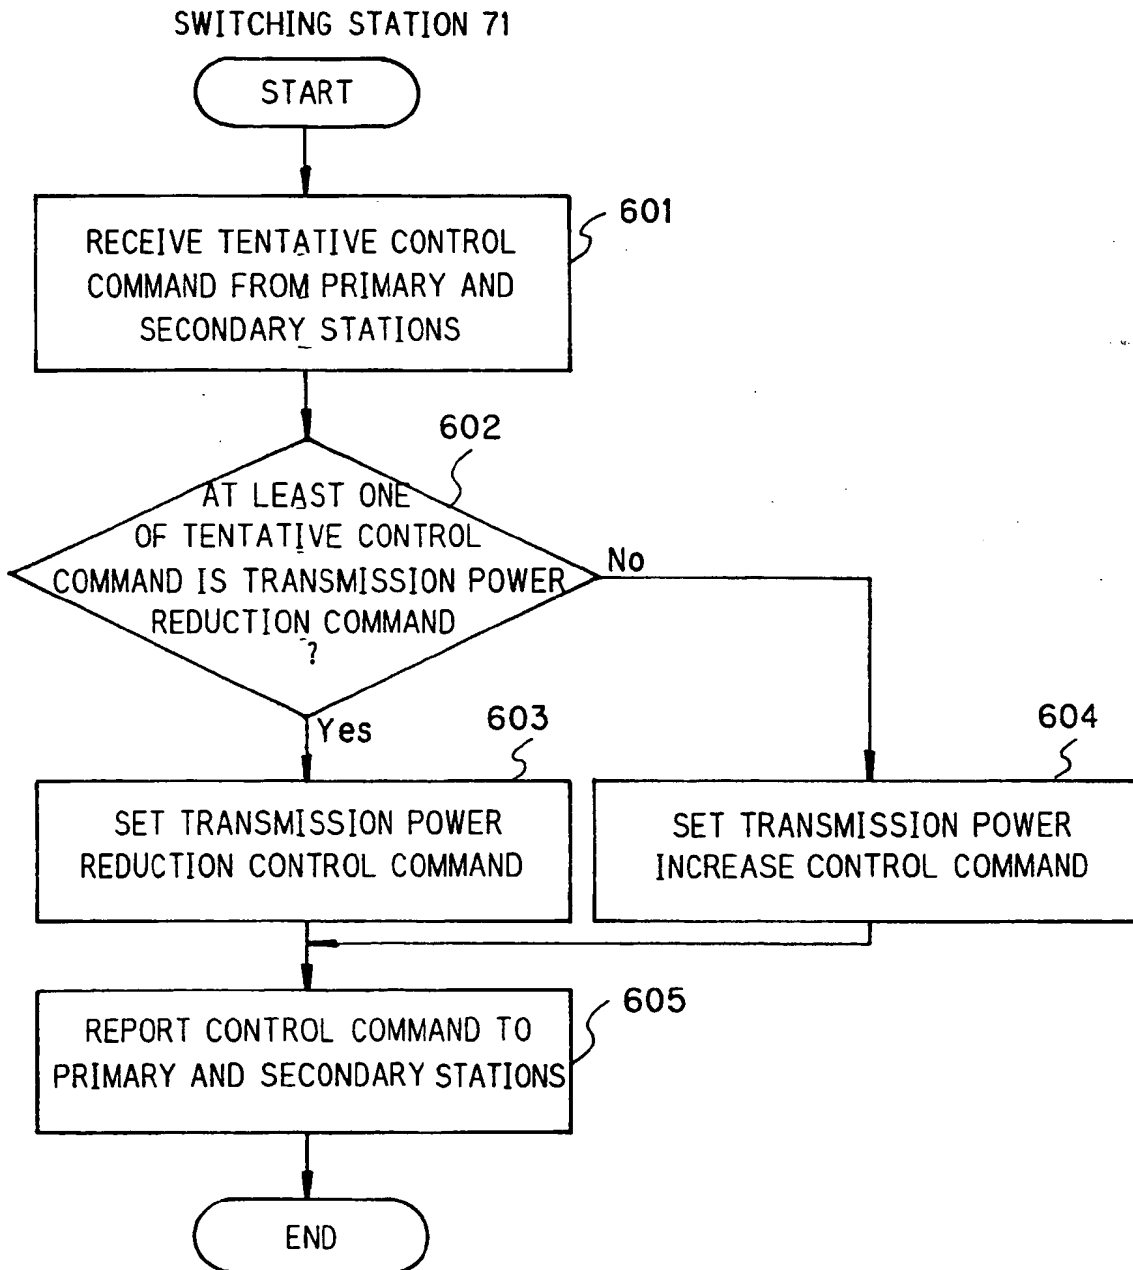 SWITCHING STATION 71
START
601
RECEIVE TENTATIVE CONTROL
COMMAND FROM PRIMARY AND
SECONDARY STATIONS
602
AT LEAST ONE
OF TENTATIVE CONTROL
COMMAND IS TRANSMISSION POWER
REDUCTION COMMAND
?
No
Yes
603
SET TRANSMISSION POWER
REDUCTION CONTROL COMMAND
604
SET TRANSMISSION POWER
INCREASE CONTROL COMMAND
605
REPORT CONTROL COMMAND TO
PRIMARY AND SECONDARY STATIONS
END